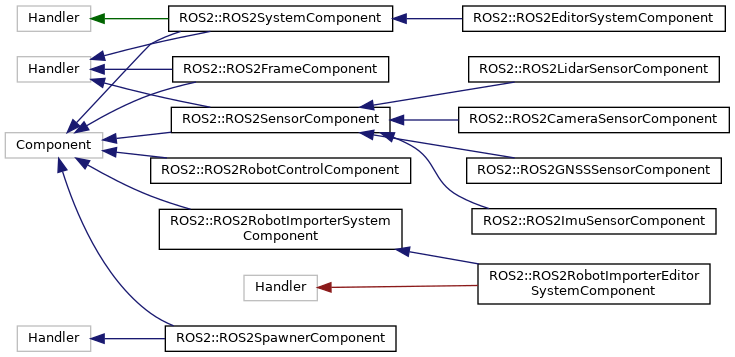 Handler
ROS2::ROS2SystemComponent
ROS2::ROS2EditorSystemComponent
Handler
ROS2::ROS2FrameComponent
ROS2::ROS2LidarSensorComponent
ROS2::ROS2SensorComponent
ROS2::ROS2CameraSensorComponent
Component
ROS2::ROS2RobotControlComponent
ROS2::ROS2GNSSSensorComponent
ROS2::ROS2RobotImporterSystem
Component
ROS2::ROS2ImuSensorComponent
Handler
ROS2::ROS2RobotImporterEditor
SystemComponent
Handler
ROS2::ROS2SpawnerComponent